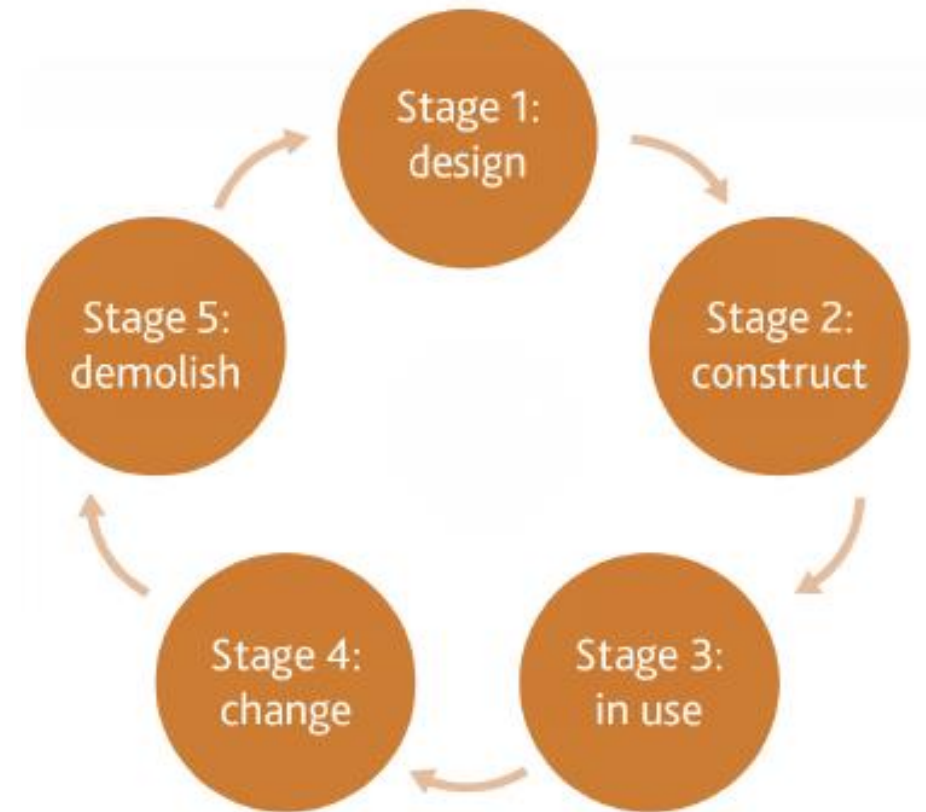 Stage 1:
design
Stage 2:
construct
Stage 3:
in use
Stage 4:
change
Stage 5:
demolish